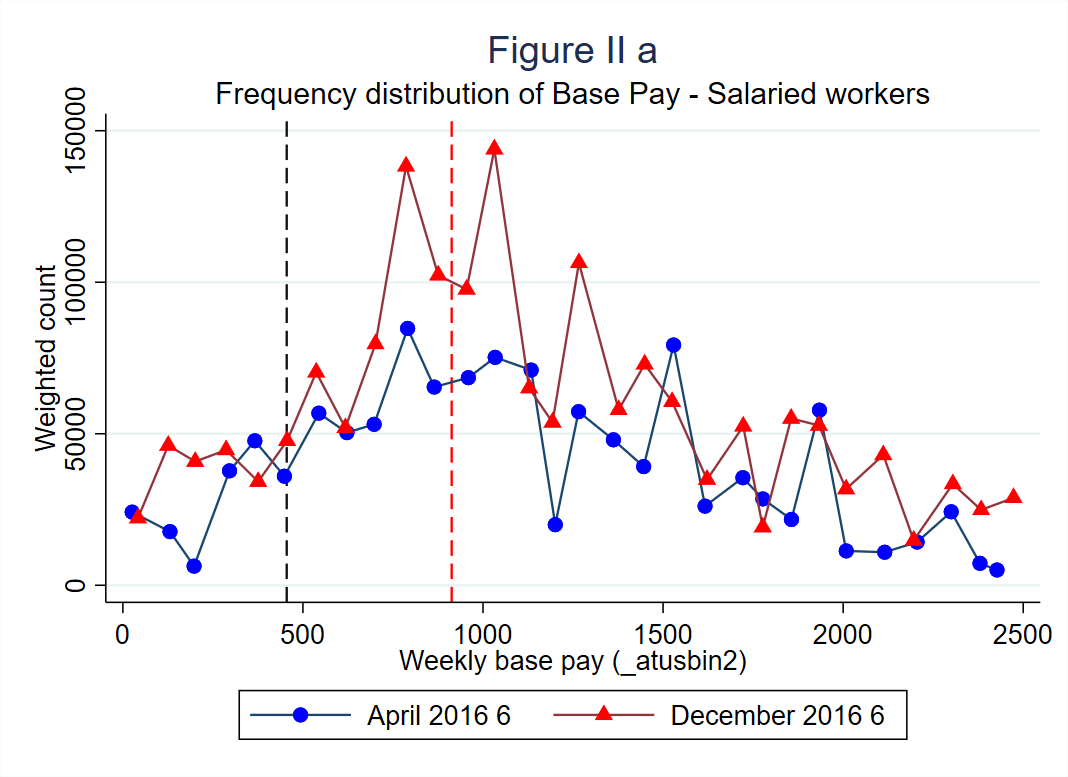 Figure II a
Frequency distribution of Base Pay - Salaried workers
150000
100000
50000
0
Weighted count
0 500 1000 1500 2000 2500
Weekly base pay (_atusbin2)
April 2016 6 December 2016 6